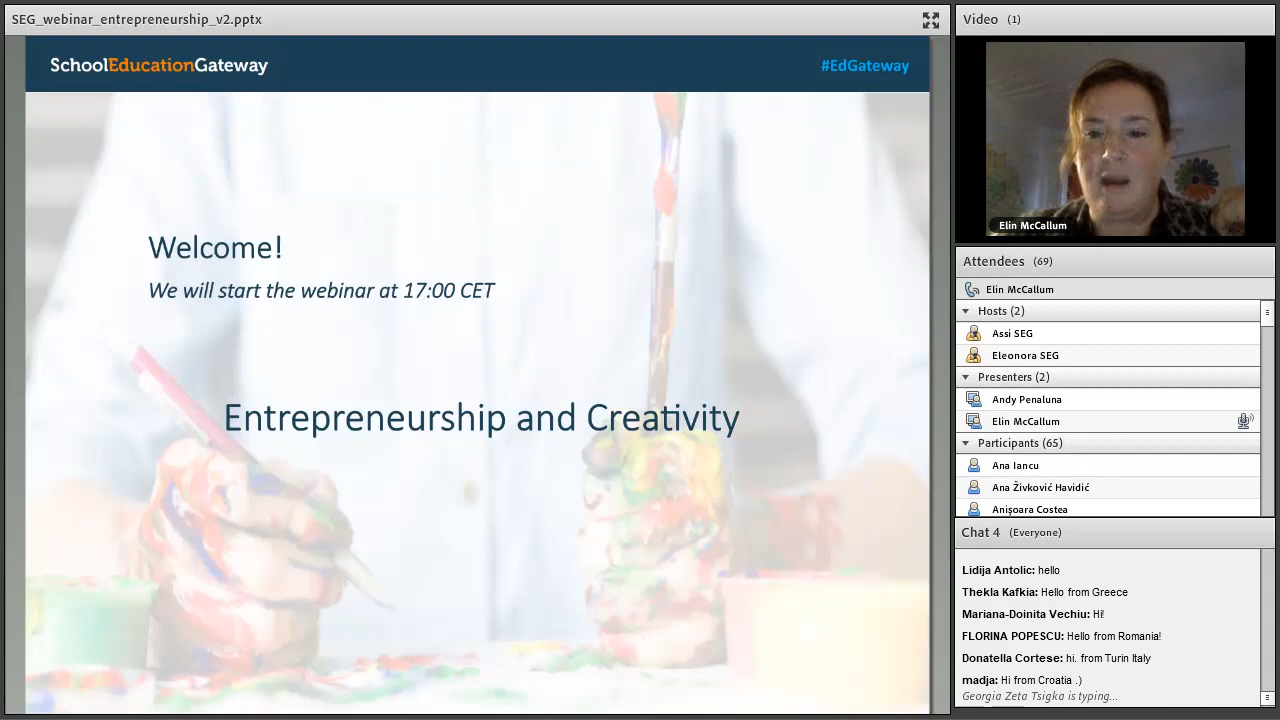 SEG_webinar_entrepreneurship_v2.pptx
SchoolEducationGateway
#EdGateway
Welcome!
We will start the webinar at 17:00 CET
Entrepreneurship and Creativity
Video (1)
Elin McCallum
Attendees (69)
Elin McCallum
Hosts (2)
Assi SEG
Eleonora SEG
Presenters (2)
Andy Penaluna
Elin McCallum
Participants (65)
Ana Iancu
Ana Živković Havidić
Anişoara Costea
Chat 4 (Everyone)
Lidija Antolic: hello
Thekla Kafkia: Hello from Greece
Mariana-Doinita Vechiu: Hi!
FLORINA POPESCU: Hello from Romania!
Donatella Cortese: hi. from Turin Italy
madja: Hi from Croatia .)
Georgia Zeta Tsigka is typing...